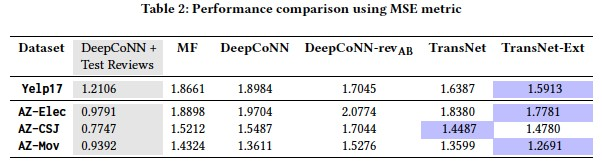 Table 2: Performance comparison using MSE metric
Dataset DeepCoNN + Test Reviews MF DeepCoNN DeepCoNN-revAB TransNet TransNet-Ext
Yelp17 1.2106 1.8661 1.8984 1.7045 1.6387 1.5913
AZ-Elec 0.9791 1.8898 1.9704 2.0774 1.8380 1.7781
AZ-CSJ 0.7747 1.5212 1.5487 1.7044 1.4487 1.4780
AZ-Mov 0.9392 1.4324 1.3611 1.5276 1.3599 1.2691